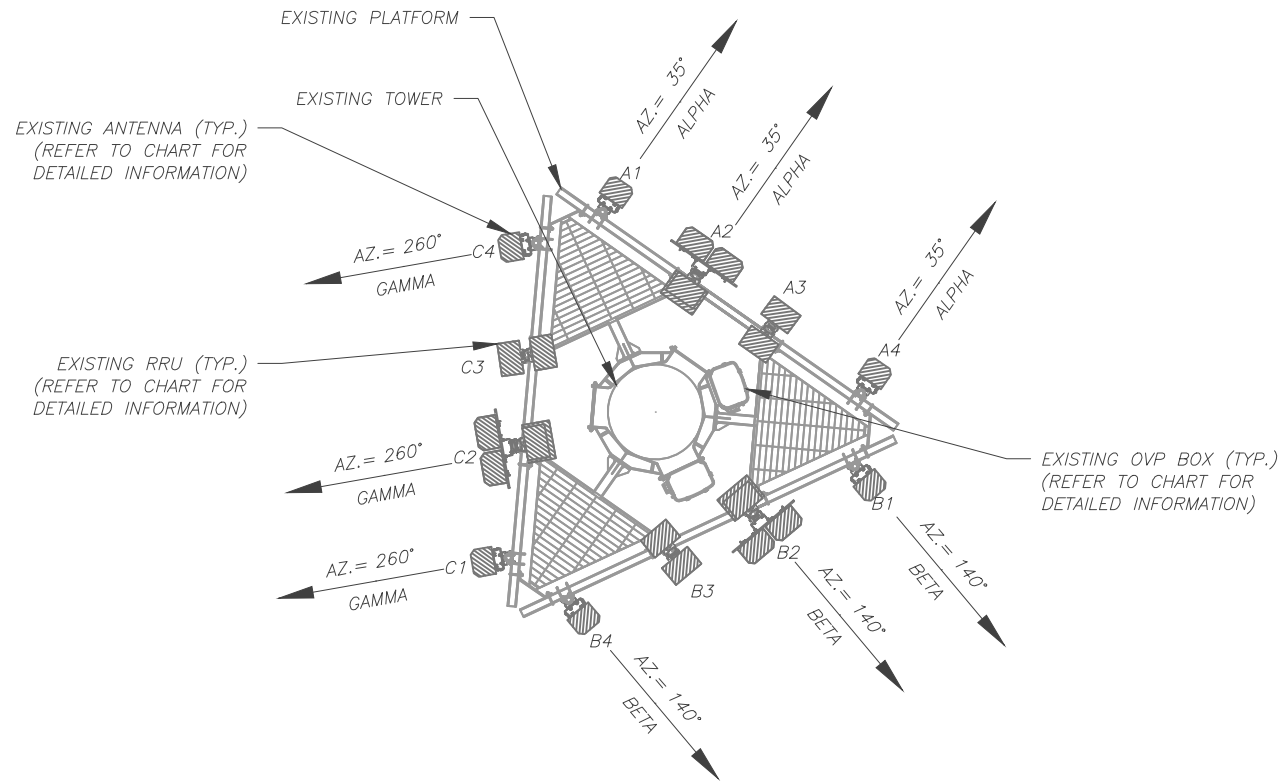 EXISTING PLATFORM
EXISTING TOWER
EXISTING ANTENNA (TYP.)
(REFER TO CHART FOR
DETAILED INFORMATION)
AZ.= 35°
ALPHA
AZ.= 35°
ALPHA
AZ.= 35°
ALPHA
A1
A2
A3
A4
C4
AZ.= 260°
GAMMA
EXISTING RRU (TYP.)
(REFER TO CHART FOR
DETAILED INFORMATION)
C3
C2
AZ.= 260°
GAMMA
C1
AZ.= 260°
GAMMA
EXISTING OVP BOX (TYP.)
(REFER TO CHART FOR
DETAILED INFORMATION)
B1
AZ.= 140°
BETA
B2
AZ.= 140°
BETA
B3
B4
AZ.= 140°
BETA